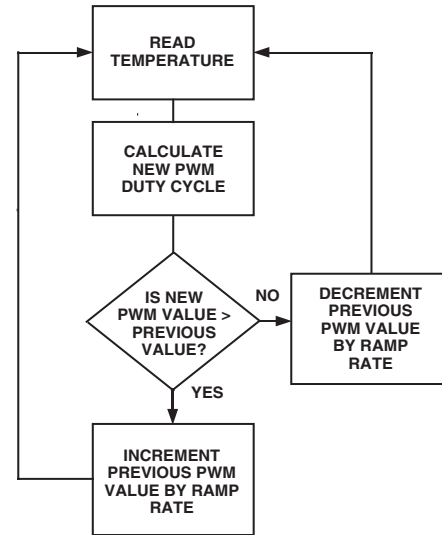 READ
TEMPERATURE
CALCULATE
NEW PWM
DUTY CYCLE
IS NEW
PWM VALUE >
PREVIOUS
VALUE?
NO
DECREMENT
PREVIOUS
PWM VALUE
BY RAMP
RATE
YES
INCREMENT
PREVIOUS PWM
VALUE BY RAMP
RATE